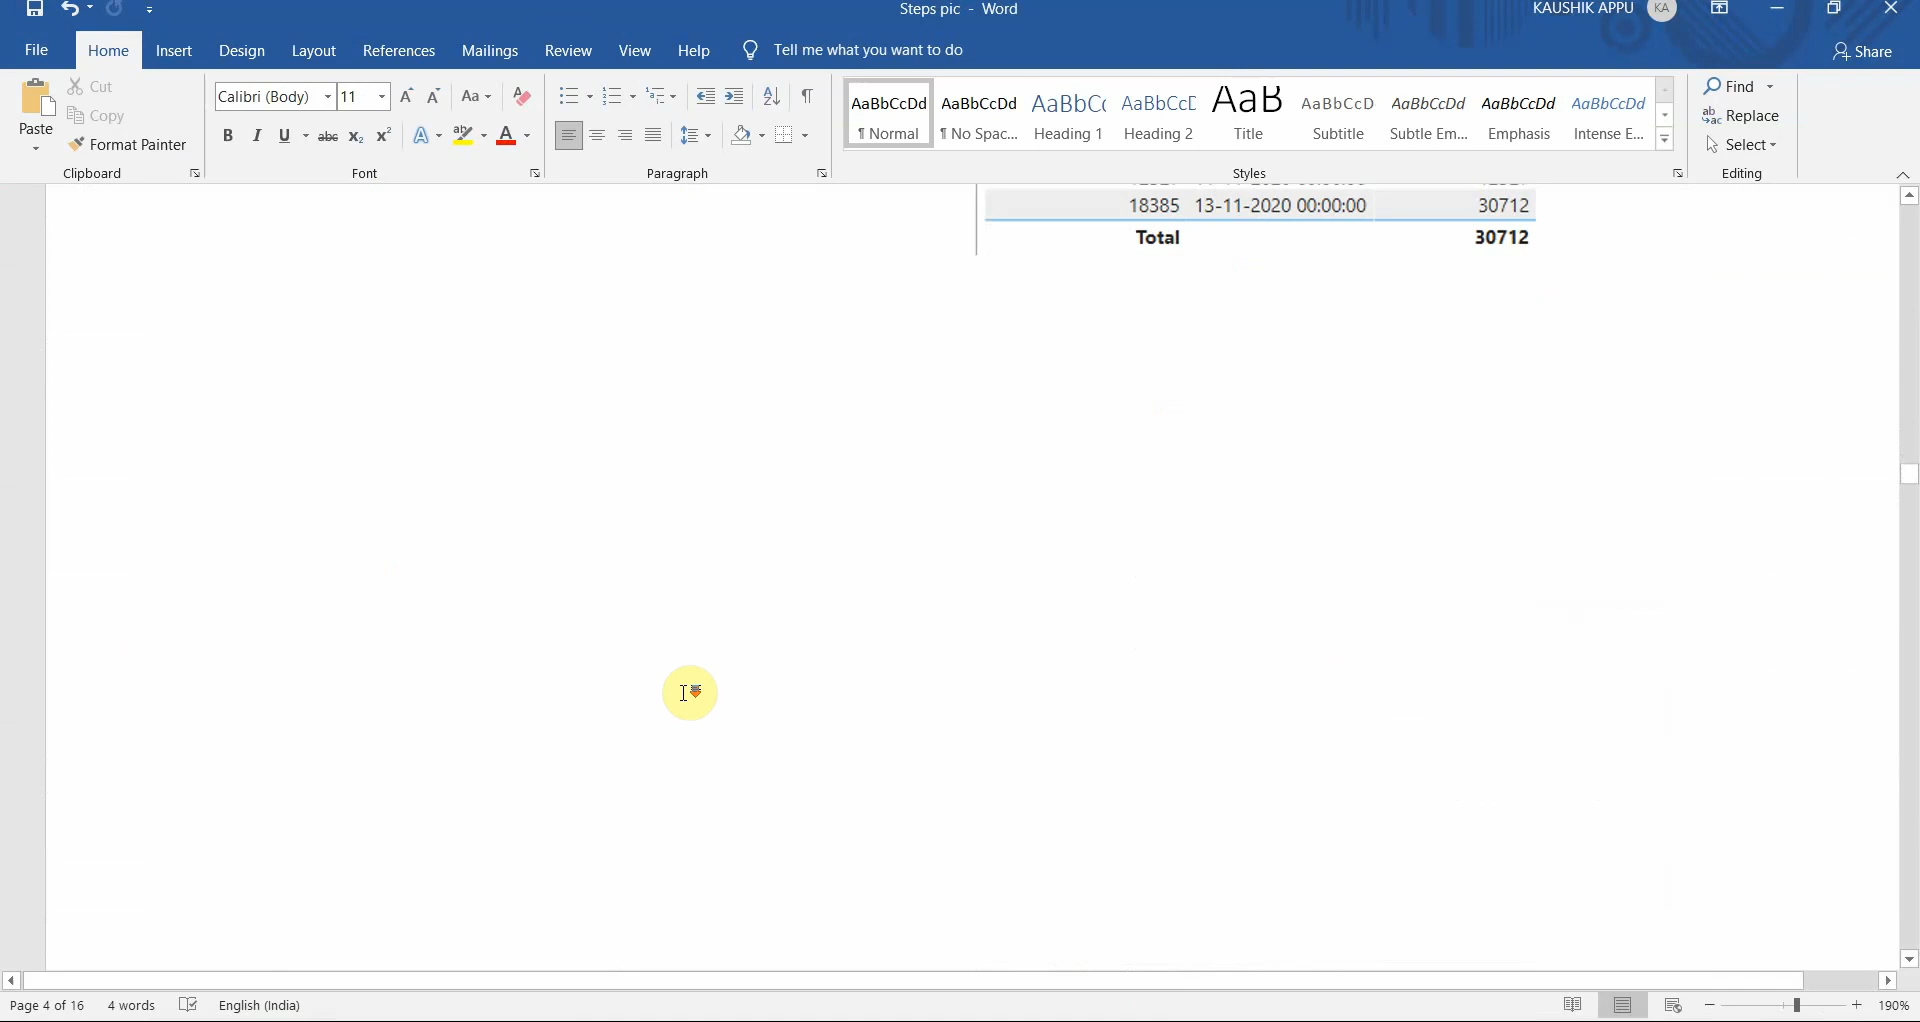 Steps pic - Word
KAUSHIK APPU
KA
File
Home
Insert
Design
Layout
References
Mailings
Review
View
Help
Tell me what you want to do
Share
Paste
Cut
Copy
Format Painter
Clipboard
Calibri (Body)
11
Aa
B I U abc X₂ X² A A
Font
Paragraph
AaBbCcDd
¶ Normal
AaBbCcDd
¶ No Spac...
AaBbCc
Heading 1
AaBbCcE
Heading 2
AaB
Title
AaBbCcD
Subtitle
AaBbCcDd
Subtle Em...
AaBbCcDd
Emphasis
AaBbCcDd
Intense E...
Styles
Find
Replace
Select
Editing
18385 13-11-2020 00:00:00 30712
Total 30712
Page 4 of 16
4 words
English (India)
190%